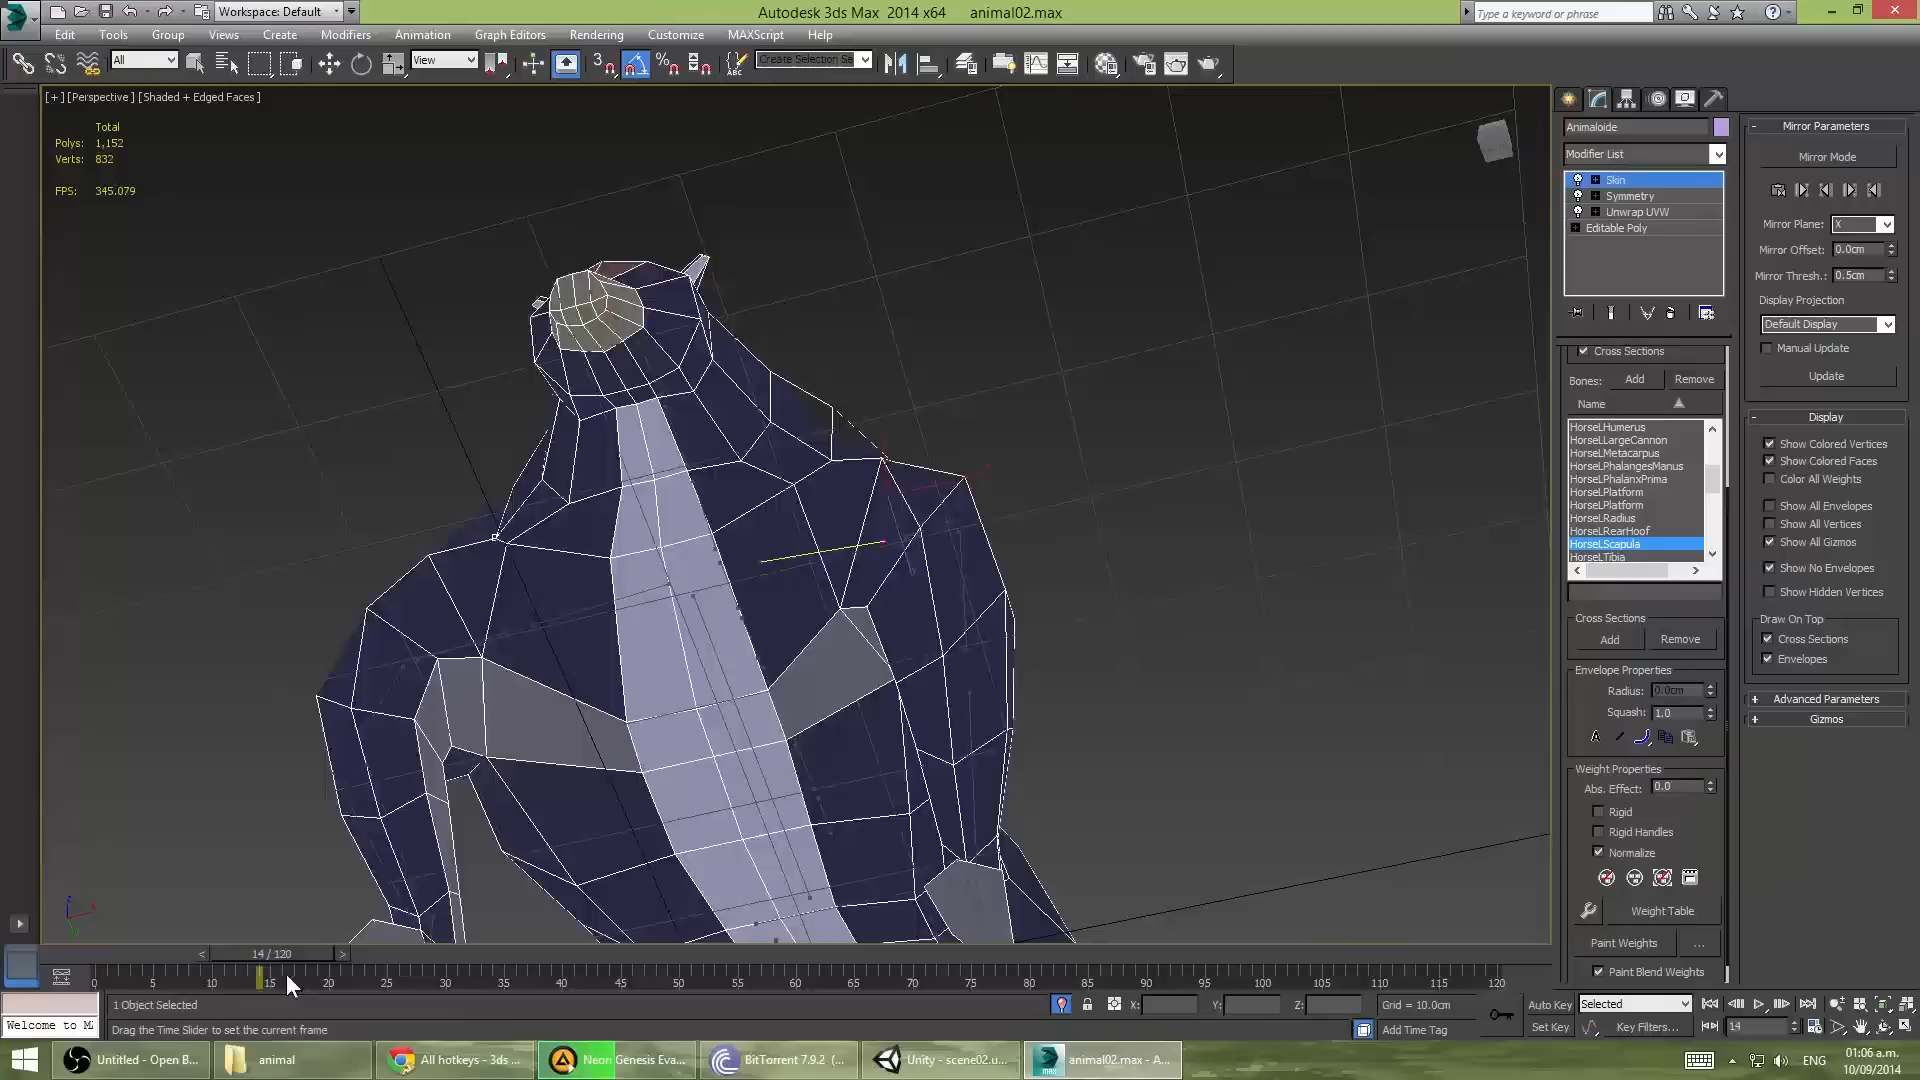 Workspace: Default
Autodesk 3ds Max 2014 x64 animal02.max
Type a keyword or phrase
Edit Tools Group Views Create Modifiers Animation Graph Editors Rendering Customize MAXScript Help
All
View
Create Selection Se
[+] [Perspective] [Shaded + Edged Faces]
Total
Polys: 1,152
Verts: 832
FPS: 345.079
Animaloide
Modifier List
Skin
Symmetry
Unwrap UVW
Editable Poly
Cross Sections
Bones: Add Remove
Name
HorseLHumerus
HorseLLargeCannon
HorseLMetacarpus
HorseLPhalangesManus
HorseLPhalanxPrima
HorseLPlatform
HorseLPlatform
HorseLRadius
HorseLRearHoof
HorseLScapula
HorseLTibia
Cross Sections
Add Remove
Envelope Properties
Radius: 0.0cm
Squash: 1.0
Weight Properties
Abs. Effect: 0.0
Rigid
Rigid Handles
Normalize
Weight Table
Paint Weights ...
Paint Blend Weights
Mirror Parameters
Mirror Mode
Mirror Plane: X
Mirror Offset: 0.0cm
Mirror Thresh.: 0.5cm
Display Projection
Default Display
Manual Update
Update
Display
Show Colored Vertices
Show Colored Faces
Color All Weights
Show All Envelopes
Show All Vertices
Show All Gizmos
Show No Envelopes
Show Hidden Vertices
Draw On Top
Cross Sections
Envelopes
Advanced Parameters
Gizmos
< 14 / 120 >
0 5 10 15 20 25 30 35 40 45 50 55 60 65 70 75 80 85 90 95 100 105 110 115 120
1 Object Selected
X: Y: Z: Grid = 10.0cm
Auto Key Selected
Welcome to M
Drag the Time Slider to set the current frame
Add Time Tag
Set Key Key Filters... 14
Untitled - Open B...
animal
All hotkeys - 3ds ...
Neon Genesis Eva...
BitTorrent 7.9.2 (...
Unity - scene02.u...
animal02.max - A...
ENG
01:06 a.m.
10/09/2014